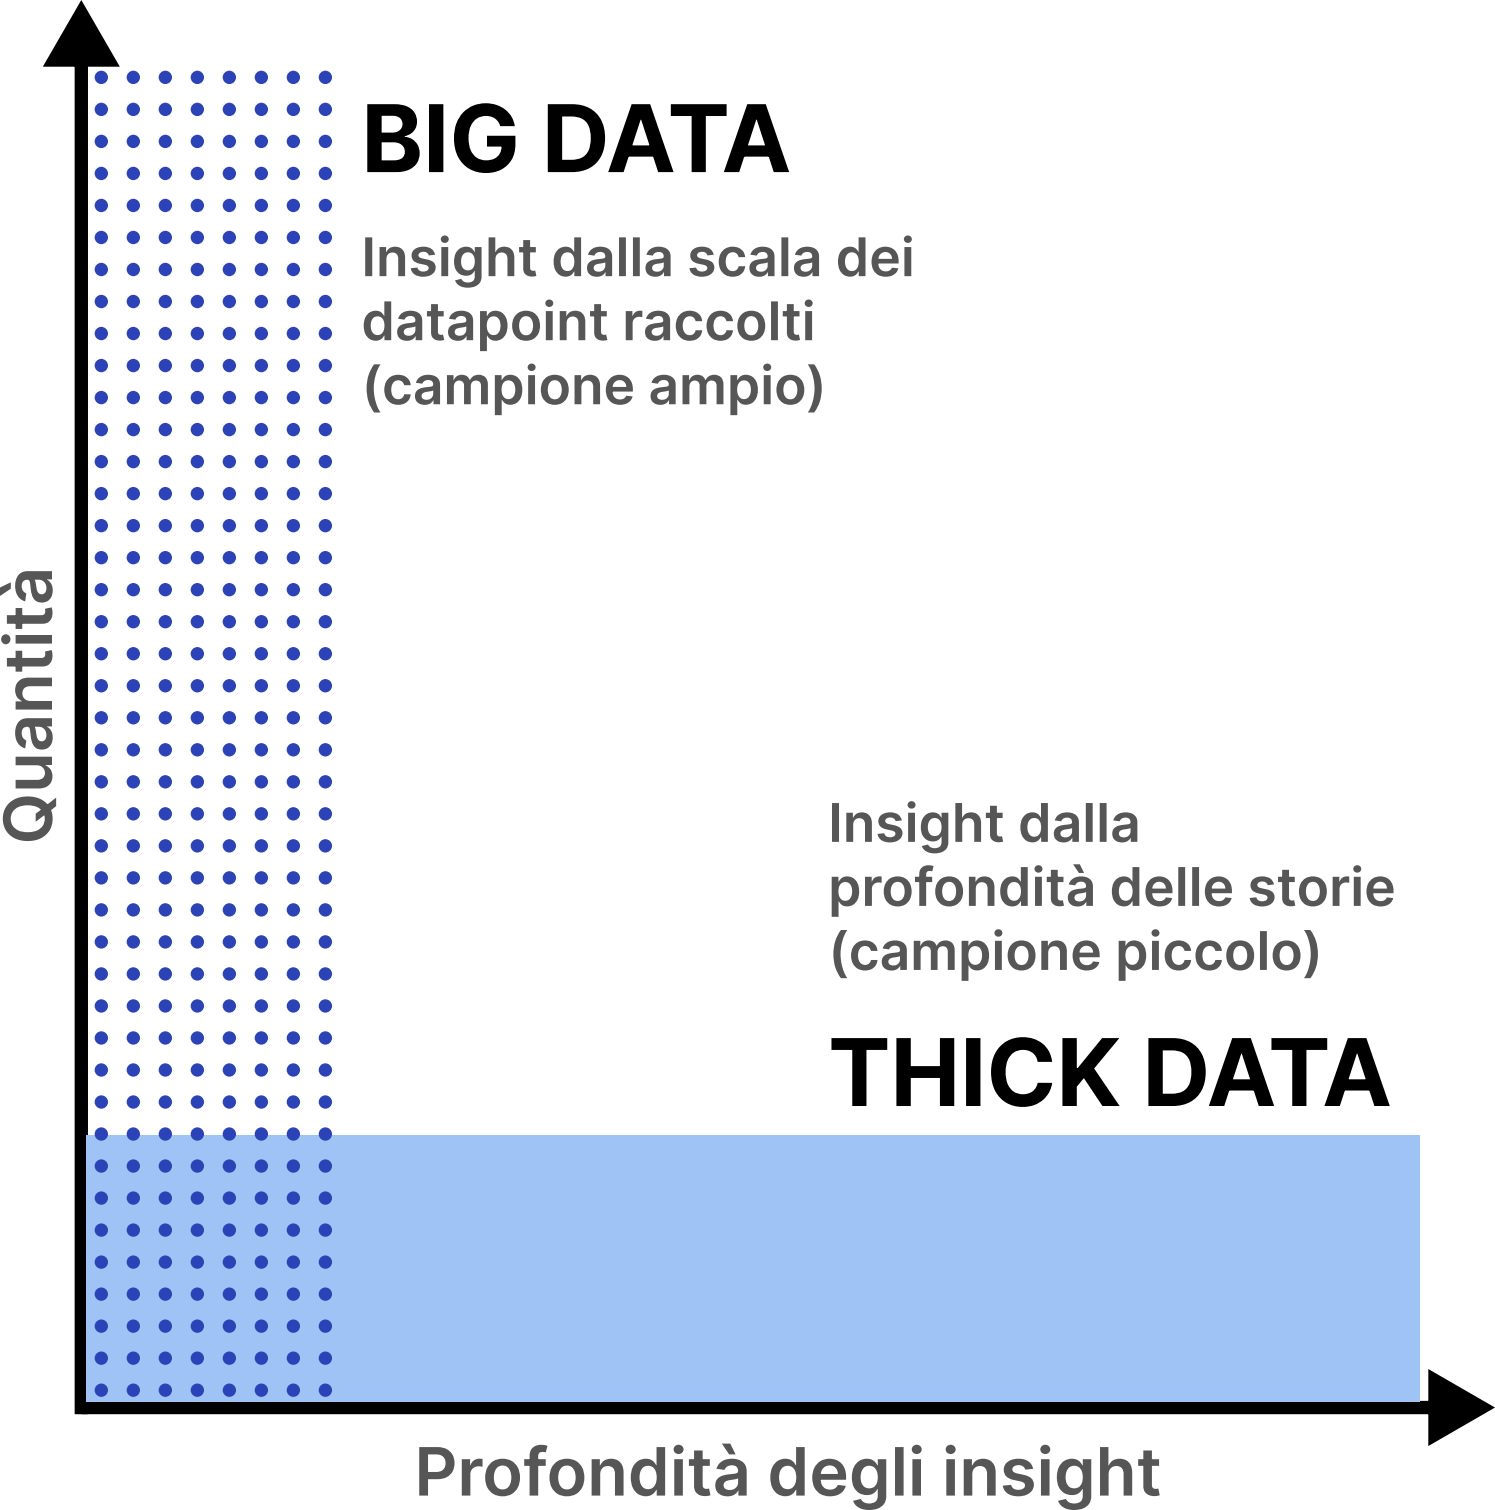 BIG DATA
Insight dalla scala dei
datapoint raccolti
(campione ampio)
Quantità
Insight dalla
profondità delle storie
(campione piccolo)
THICK DATA
Profondità degli insight